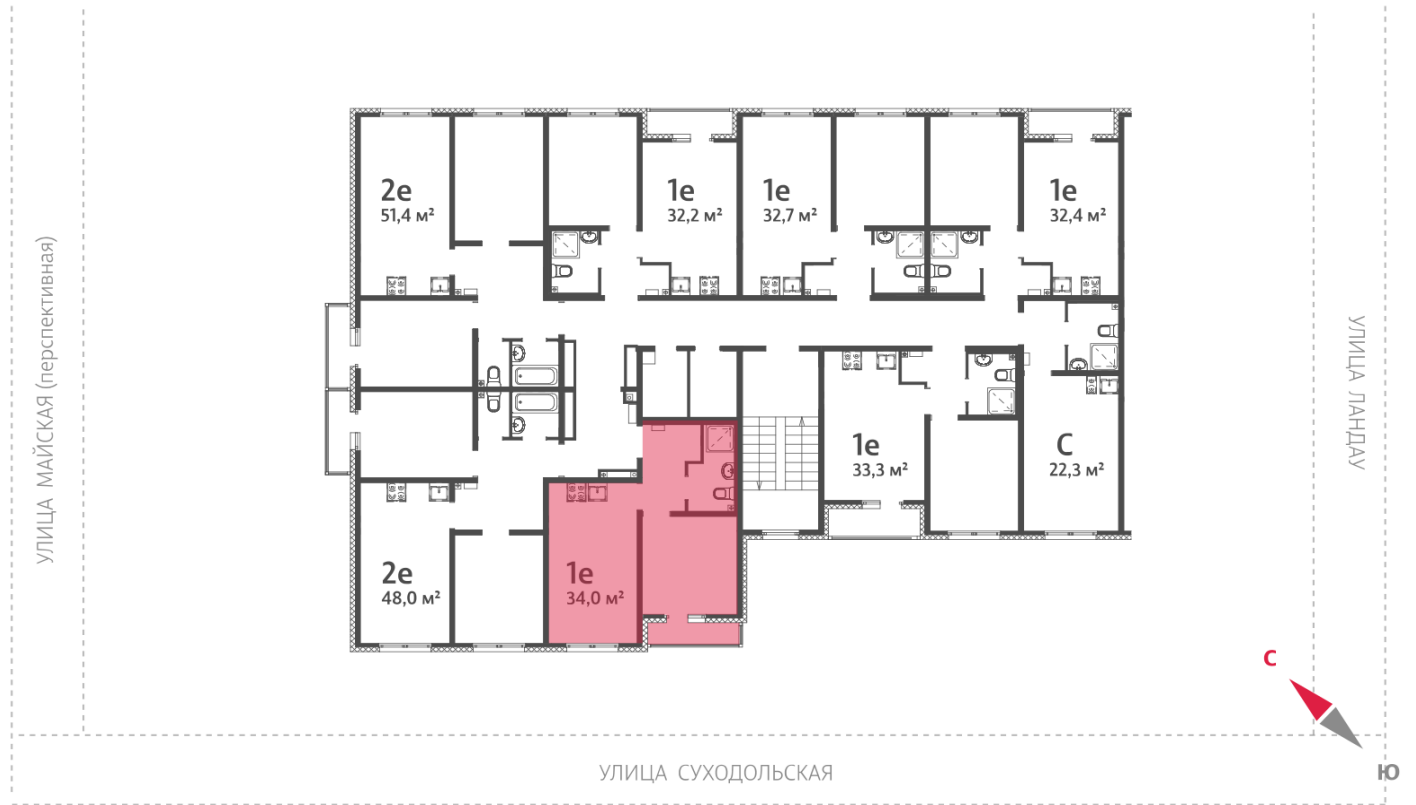 2е
51,4 м²
1е
32,2 м²
1е
32,7 м²
1е
32,4 м²
УЛИЦА МАЙСКАЯ (перспективная)
УЛИЦА ЛАНДАУ
1е
33,3 м²
С
22,3 м²
2е
48,0 м²
1е
34,0 м²
С
Ю
УЛИЦА СУХОДОЛЬСКАЯ